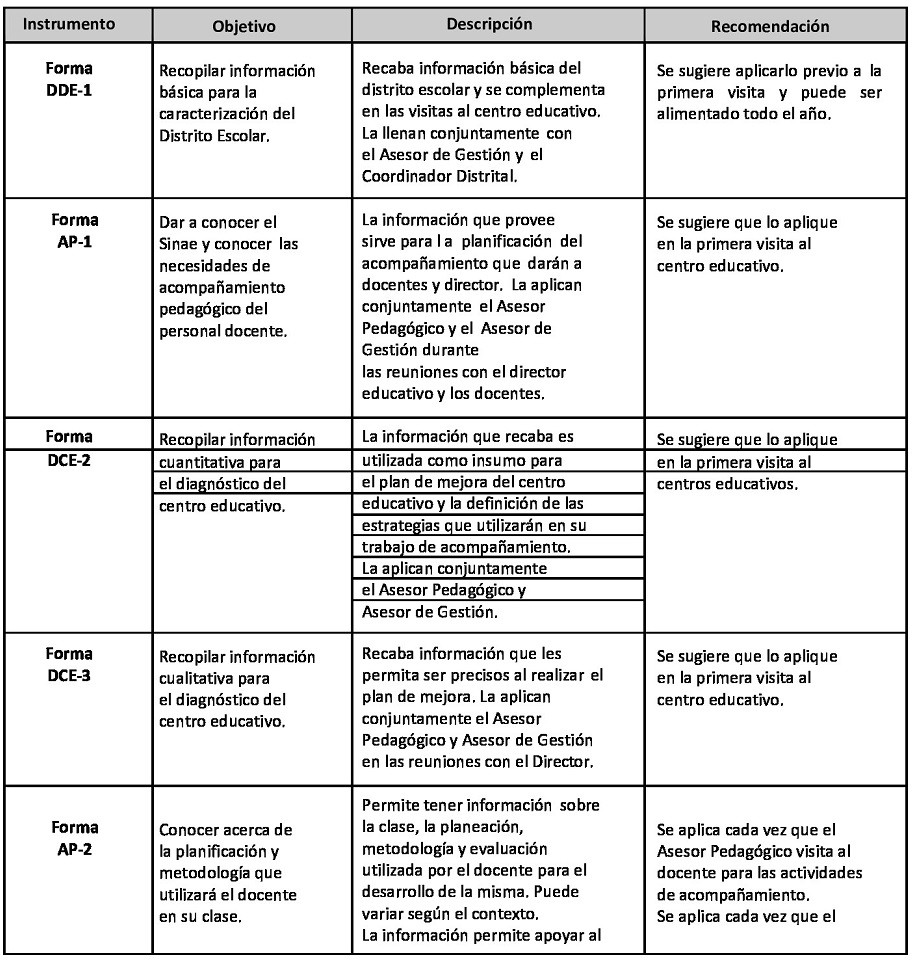 Instrumento Objetivo Descripción Recomendación
Forma
DDE-1
Recopilar información
básica para la
caracterización del
Distrito Escolar.
Recaba información básica del
distrito escolar y se complementa
en las visitas al centro educativo.
La llenan conjuntamente con
el Asesor de Gestión y el
Coordinador Distrital.
Se sugiere aplicarlo previo a la
primera visita y puede ser
alimentado todo el año.
Forma
AP-1
Dar a conocer el
Sinae y conocer las
necesidades de
acompañamiento
pedagógico del
personal docente.
La información que provee
sirve para l a planificación del
acompañamiento que darán a
docentes y director. La aplican
conjuntamente el Asesor
Pedagógico y el Asesor de
Gestión durante
las reuniones con el director
educativo y los docentes.
Se sugiere que lo aplique
en la primera visita al
centro educativo.
Forma
DCE-2
Recopilar información
cuantitativa para
el diagnóstico del
centro educativo.
La información que recaba es
utilizada como insumo para
el plan de mejora del centro
educativo y la definición de las
estrategias que utilizarán en su
trabajo de acompañamiento.
La aplican conjuntamente
el Asesor Pedagógico y
Asesor de Gestión.
Se sugiere que lo aplique
en la primera visita al
centros educativos.
Forma
DCE-3
Recopilar información
cualitativa para
el diagnóstico del
centro educativo.
Recaba información que les
permita ser precisos al realizar el
plan de mejora. La aplican
conjuntamente el Asesor
Pedagógico y Asesor de Gestión
en las reuniones con el Director.
Se sugiere que lo aplique
en la primera visita al
centro educativo.
Forma
AP-2
Conocer acerca de
la planificación y
metodología que
utilizará el docente
en su clase.
Permite tener información sobre
la clase, la planeación,
metodología y evaluación
utilizada por el docente para el
desarrollo de la misma. Puede
variar según el contexto.
La información permite apoyar al
Se aplica cada vez que el
Asesor Pedagógico visita al
docente para las actividades
de acompañamiento.
Se aplica cada vez que el